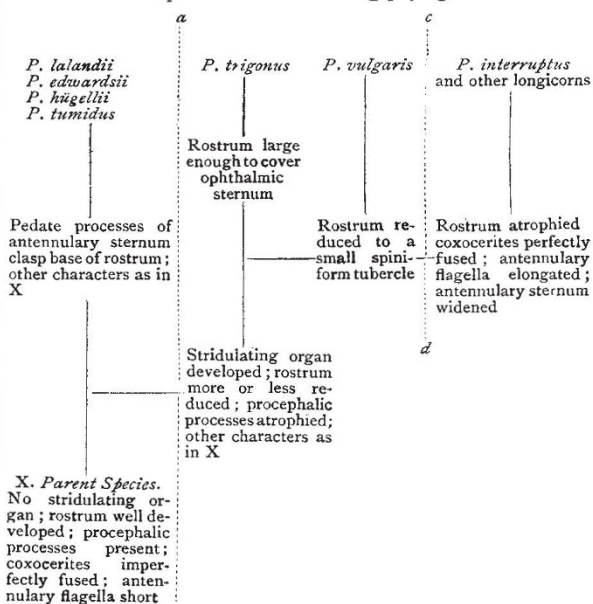 a
c
P. lalandii
P. edwardsii
P. hügellii
P. tumidus
P. trigonus
P. vulgaris
P. interruptus
and other longicorns
Rostrum large
enough to cover
ophthalmic
sternum
Pedate processes of
antennulary sternum
clasp base of rostrum;
other characters as in
X
Rostrum re-
duced to a
small spini-
form tubercle
Rostrum atrophied
coxocerites perfectly
fused; antennulary
flagella elongated;
antennulary sternum
widened
d
Stridulating organ
developed; rostrum
more or less re-
duced; procephalic
processes atrophied;
other characters as
in X
X. Parent Species.
No stridulating or-
gan; rostrum well de-
veloped; procephalic
processes present;
coxocerites imper-
fectly fused; anten-
nulary flagella short